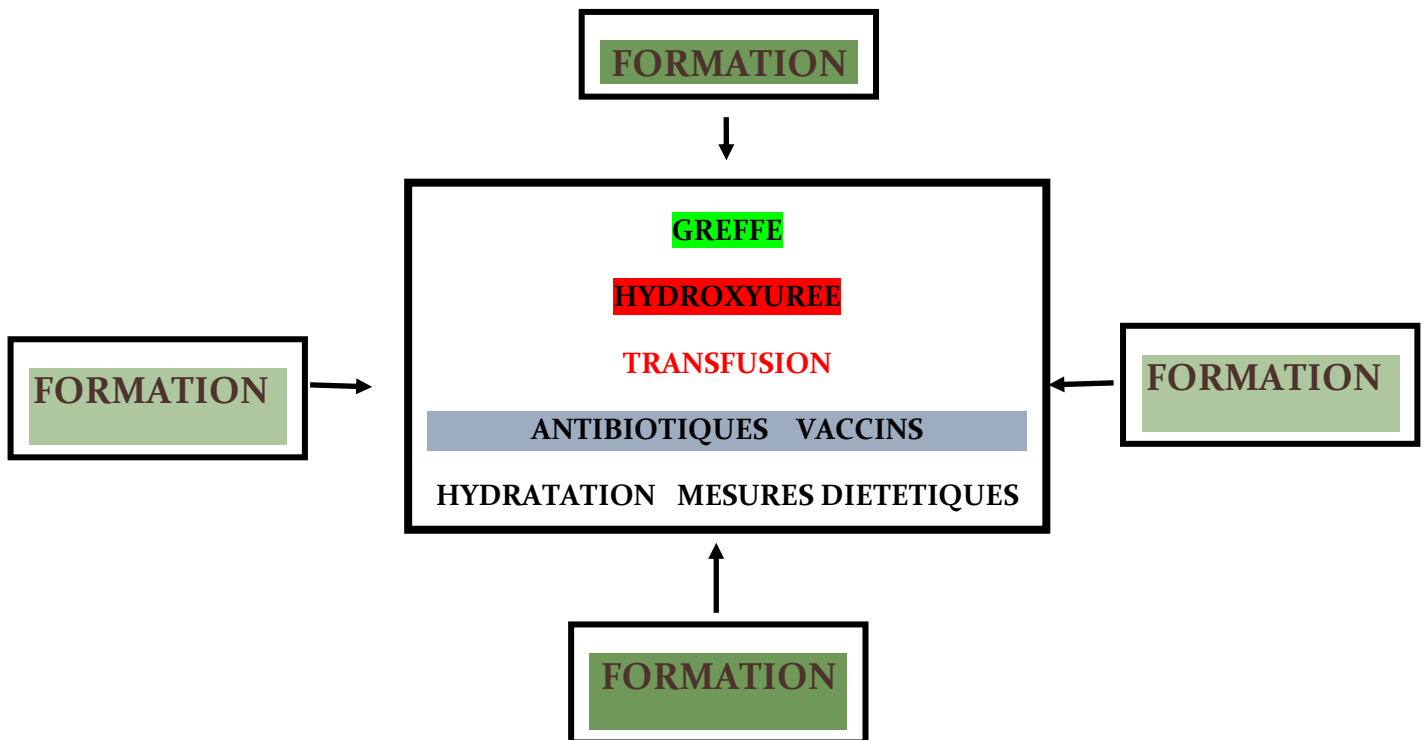 FORMATION
GREFFE
HYDROXYUREE
TRANSFUSION
FORMATION
FORMATION
ANTIBIOTIQUES VACCINS
HYDRATATION MESURES DIETETIQUES
FORMATION